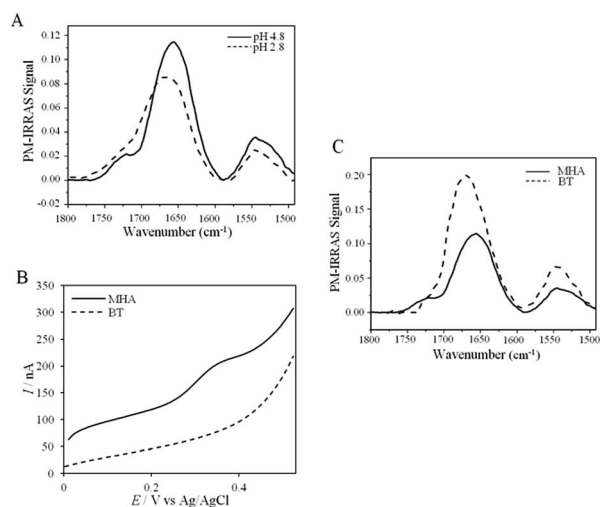 A
PM-IRRAS Signal
0.12
0.10
0.08
0.06
0.04
0.02
0.00
-0.02
pH 4.8
pH 2.8
1800 1750 1700 1650 1600 1550 1500
Wavenumber (cm-1)
B
I / nA
350
300
250
200
150
100
50
0
MHA
BT
0 0.2 0.4
E / V vs Ag/AgCl
C
PM-IRRAS Signal
0.20
0.15
0.10
0.05
0.00
MHA
BT
1800 1750 1700 1650 1600 1550 1500
Wavenumber (cm-1)